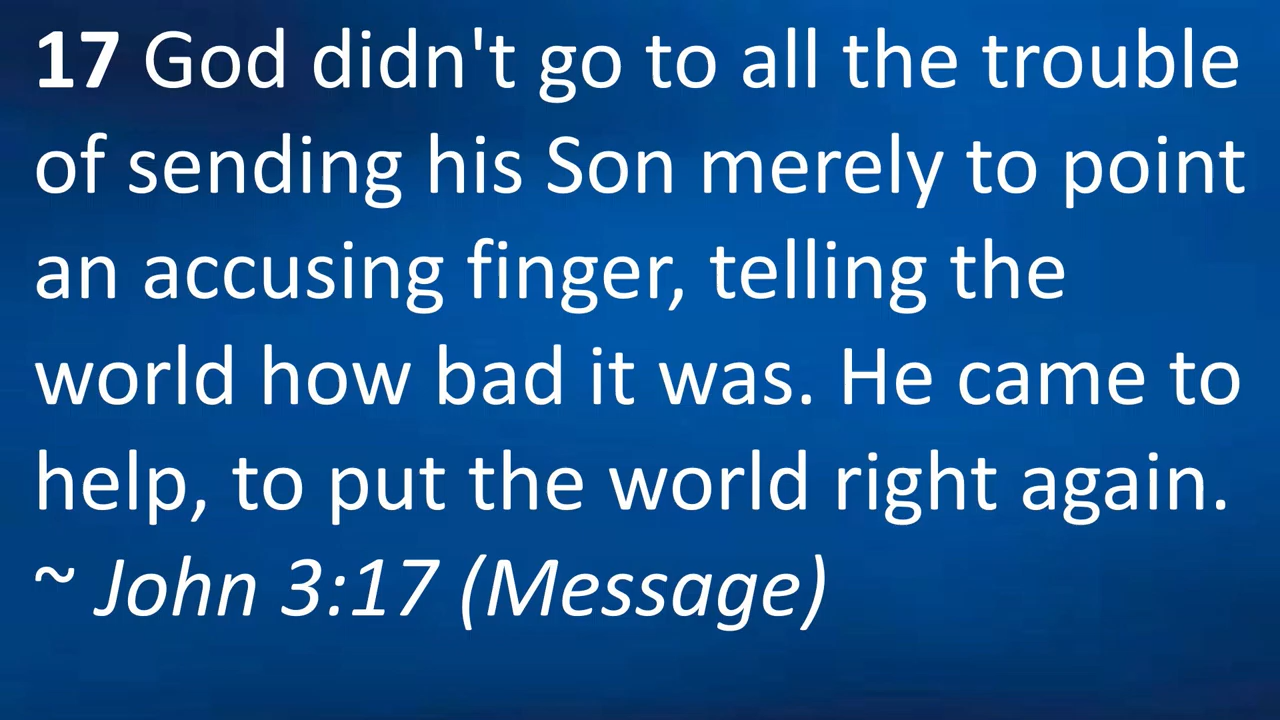 17 God didn't go to all the trouble
of sending his Son merely to point
an accusing finger, telling the
world how bad it was. He came to
help, to put the world right again.
~ John 3:17 (Message)